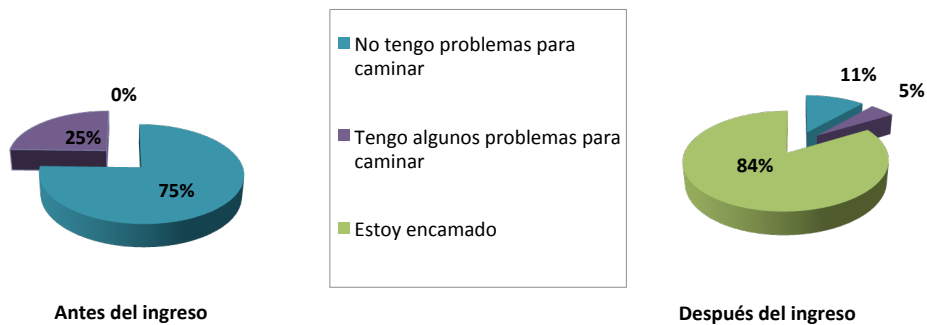 0%
25%
75%
Antes del ingreso
No tengo problemas para
caminar
Tengo algunos problemas para
caminar
Estoy encamado
11%
5%
84%
Después del ingreso